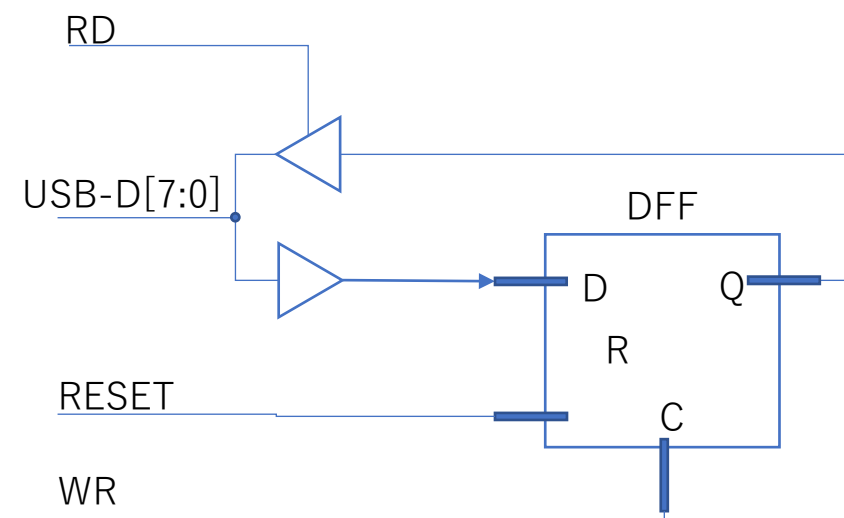 RD
USB-D[7:0]
DFF
D
Q
R
RESET
C
WR